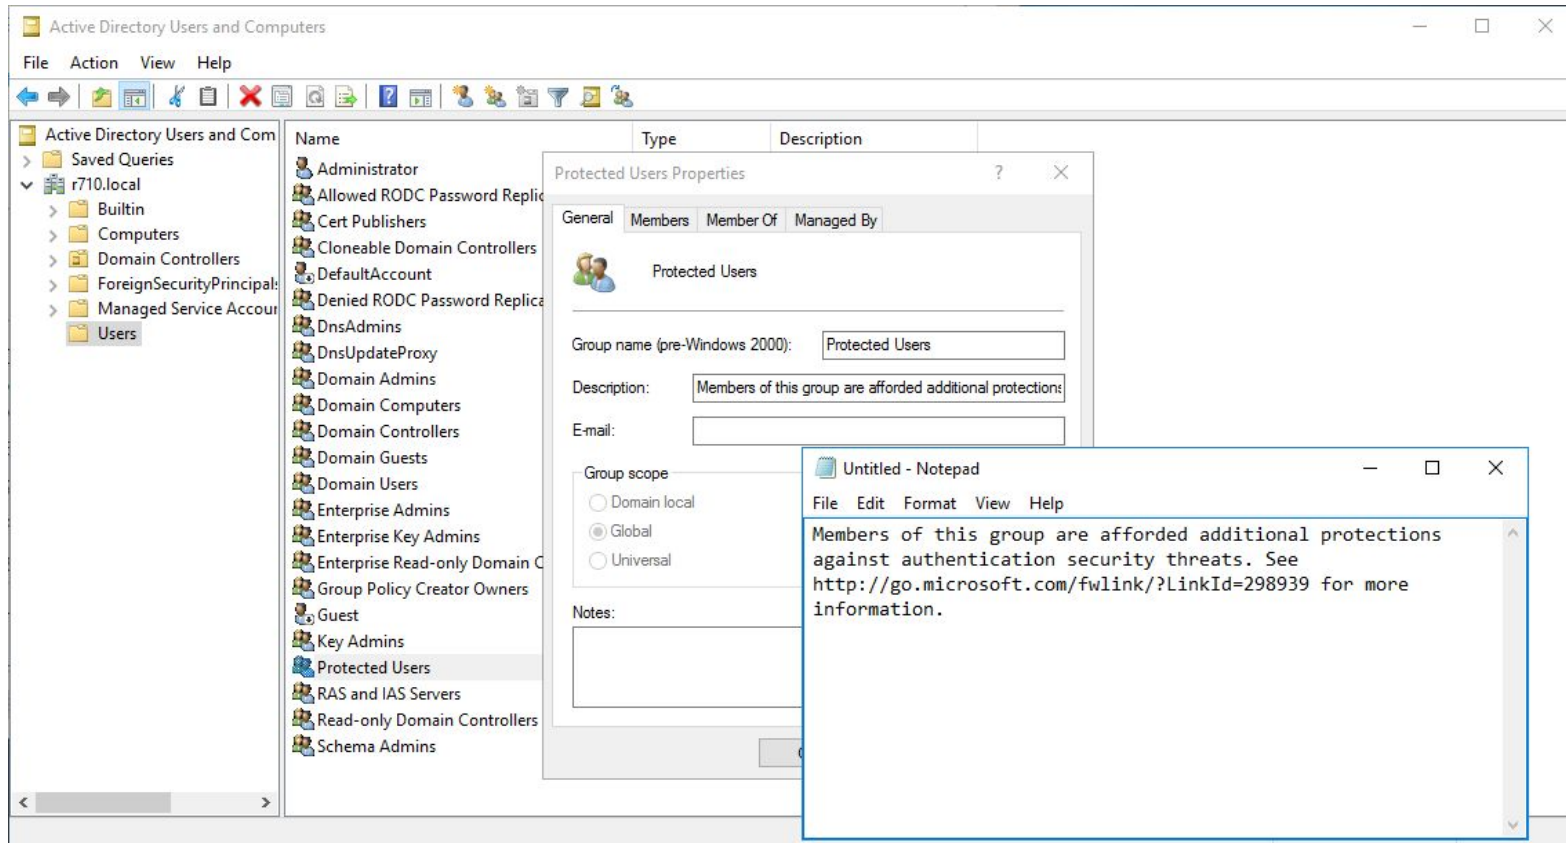 Active Directory Users and Computers
File Action View Help
Active Directory Users and Com
Saved Queries
r710.local
Builtin
Computers
Domain Controllers
ForeignSecurityPrincipals
Managed Service Accour
Users
Name Type Description
Administrator
Allowed RODC Password Replic
Cert Publishers
Cloneable Domain Controllers
DefaultAccount
Denied RODC Password Replica
DnsAdmins
DnsUpdateProxy
Domain Admins
Domain Computers
Domain Controllers
Domain Guests
Domain Users
Enterprise Admins
Enterprise Key Admins
Enterprise Read-only Domain C
Group Policy Creator Owners
Guest
Key Admins
Protected Users
RAS and IAS Servers
Read-only Domain Controllers
Schema Admins
Protected Users Properties ?
General Members Member Of Managed By
Protected Users
Group name (pre-Windows 2000): Protected Users
Description: Members of this group are afforded additional protections
E-mail:
Group scope
Domain local
Global
Universal
Notes:
Untitled - Notepad
File Edit Format View Help
Members of this group are afforded additional protections
against authentication security threats. See
http://go.microsoft.com/fwlink/?LinkId=298939 for more
information.